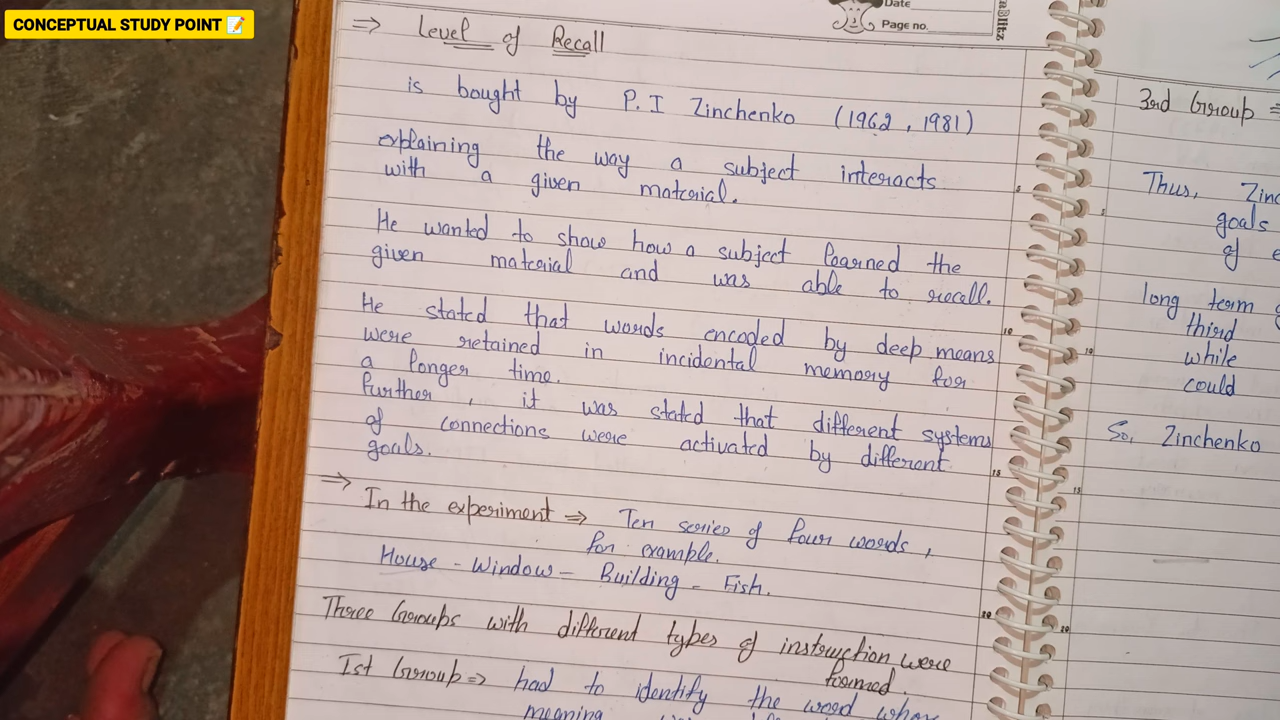 CONCEPTUAL STUDY POINT 📝
Date
Page no.
⇒ Level of Recall
is bought by P. I Zinchenko (1962, 1981)
explaining the way a subject interacts
with a given material.
He wanted to show how a subject learned the
given material and was able to recall.
He stated that words encoded by deep means
were retained in incidental memory for
a longer time.
Further, it was stated that different systems
of connections were activated by different
goals.
⇒ In the experiment ⇒ Ten series of four words,
for example.
House - Window - Building - Fish.
Three Groups with different types of instruction were
formed.
Ist Group ⇒ had to identify the word whose
meaning
3rd Group =
Thus,
goals
of
long term
third
while
could
So, Zinchenko